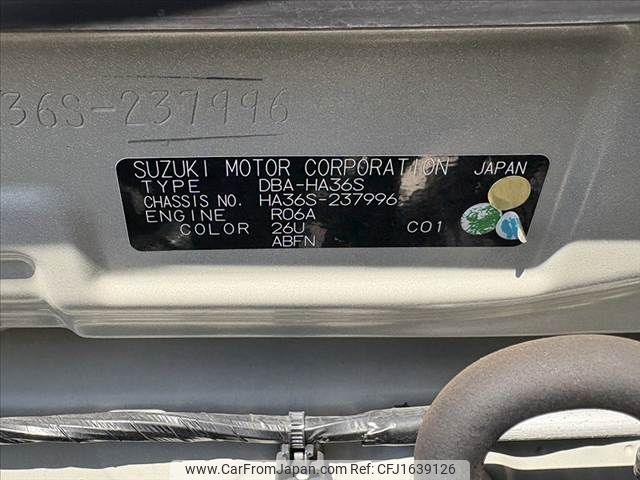 36S-237996
SUZUKI MOTOR CORPORATION JAPAN
TYPE DBA-HA36S
CHASSIS NO. HA36S-237996
ENGINE R06A
COLOR 26U C01
ABFN
www.CarFromJapan.com Ref:CFJ1639126